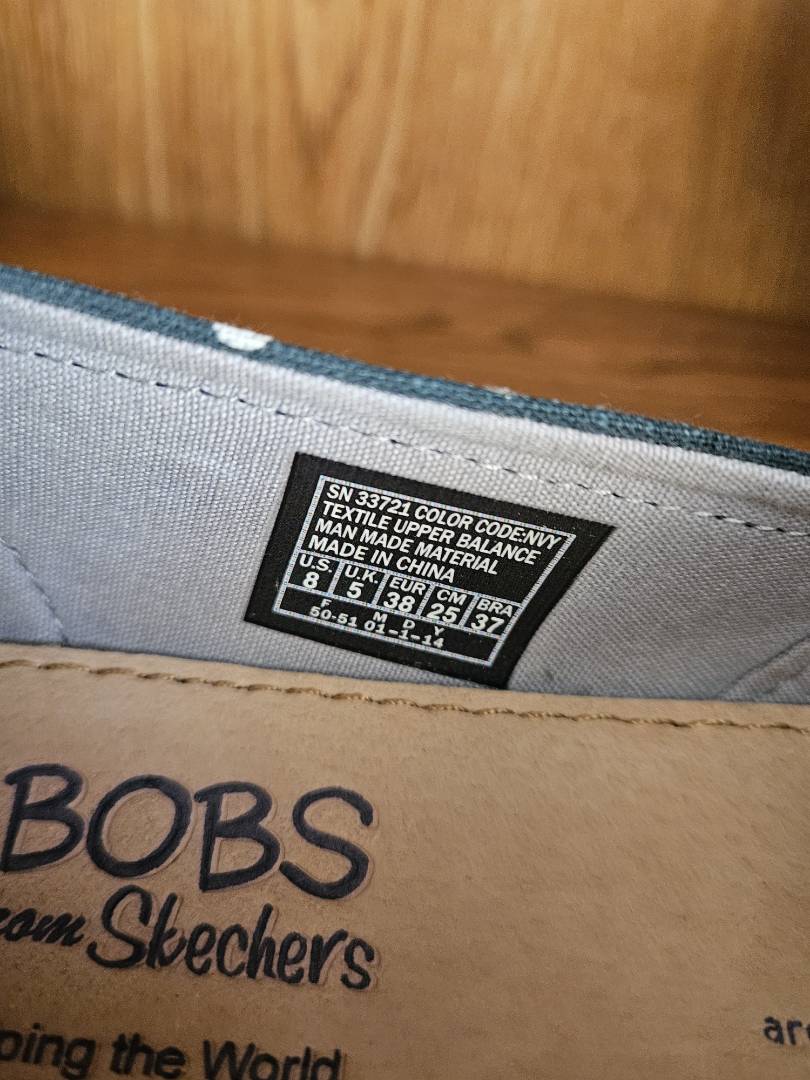 SN 33721 COLOR CODE:NVY
TEXTILE UPPER BALANCE
MAN MADE MATERIAL
MADE IN CHINA
U.S. U.K. EUR CM BRA
8 5 38 25 37
F M D Y
50-51 01-1-14
BOBS
Skechers
the World